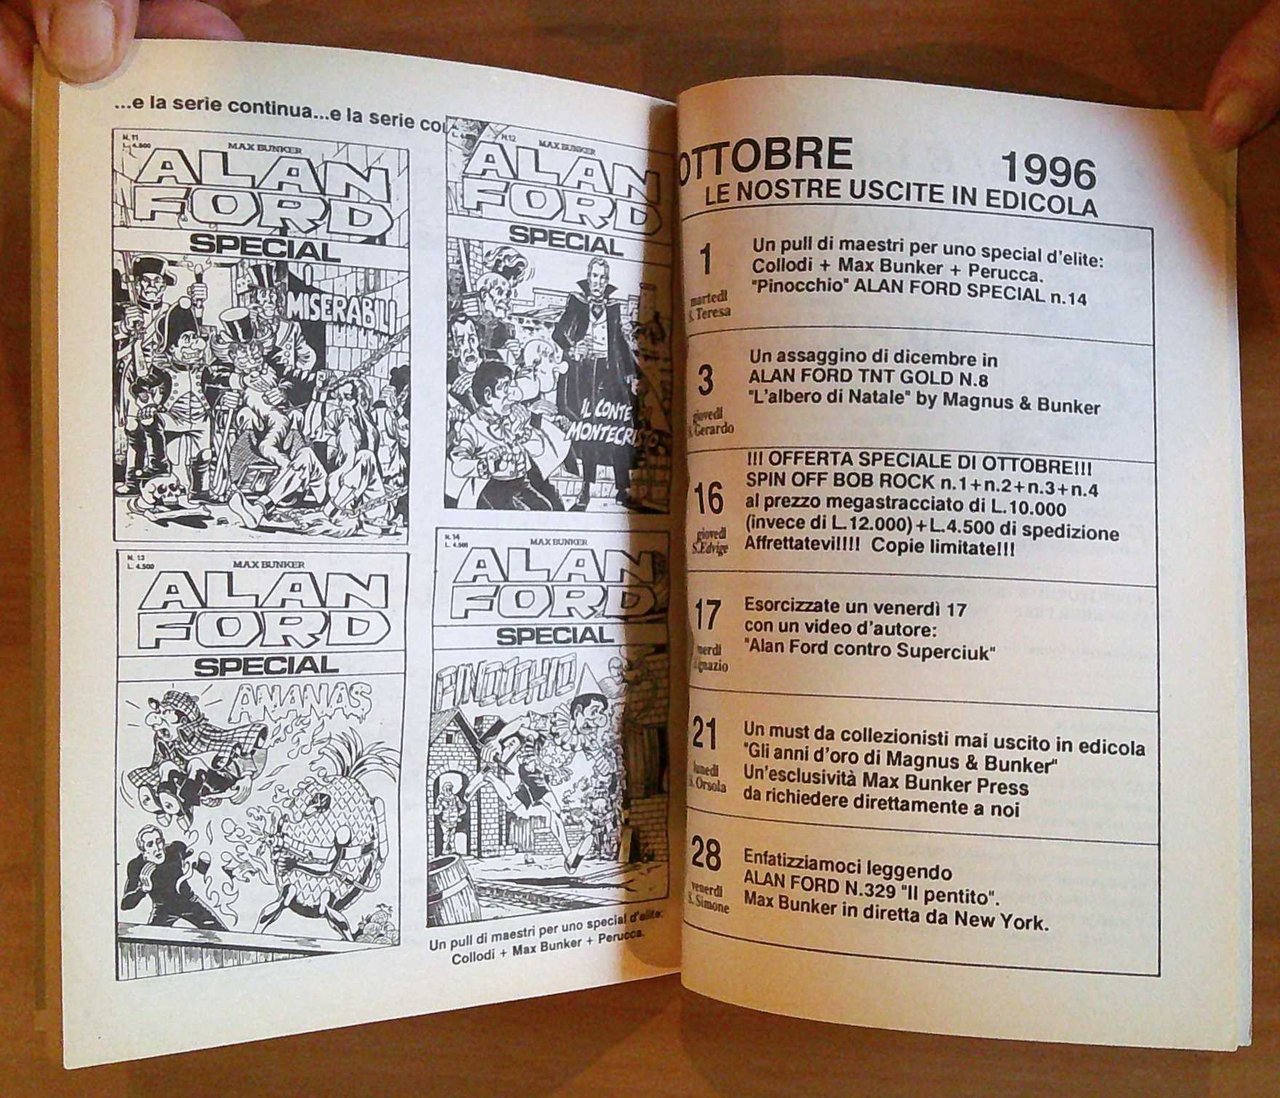 ...e la serie continua...e la serie co
N. 11
L. 4.500
MAX BUNKER
ALAN
FORD
SPECIAL
MISERABILI
N.12
MAX BUNKER
ALAN
FORD
SPECIAL
IL CONTE
MONTECRISTO
N. 13
L. 4.500
MAX BUNKER
ALAN
FORD
SPECIAL
ANANAS
N. 14
L. 4.500
MAX BUNKER
ALAN
FORD
SPECIAL
PINOCCHIO
Un pull di maestri per uno special d'elite:
Collodi + Max Bunker + Perucca.
OTTOBRE 1996
LE NOSTRE USCITE IN EDICOLA
1
martedì
S. Teresa
Un pull di maestri per uno special d'elite:
Collodi + Max Bunker + Perucca.
"Pinocchio" ALAN FORD SPECIAL n.14
3
giovedì
S. Gerardo
Un assaggino di dicembre in
ALAN FORD TNT GOLD N.8
"L'albero di Natale" by Magnus & Bunker
16
giovedì
S. Edvige
!!! OFFERTA SPECIALE DI OTTOBRE!!!
SPIN OFF BOB ROCK n.1+n.2+n.3+n.4
al prezzo megastracciato di L.10.000
(invece di L.12.000)+L.4.500 di spedizione
Affrettatevi!!!! Copie limitate!!!
17
nerdì
Ignazio
Esorcizzate un venerdì 17
con un video d'autore:
"Alan Ford contro Superciuk"
21
lunedì
S. Orsola
Un must da collezionisti mai uscito in edicola
"Gli anni d'oro di Magnus & Bunker"
Un'esclusività Max Bunker Press
da richiedere direttamente a noi
28
venerdì
S. Simone
Enfatizziamoci leggendo
ALAN FORD N.329 "Il pentito".
Max Bunker in diretta da New York.